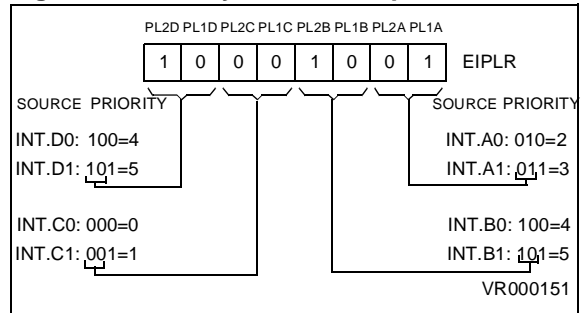 PL2D PL1D PL2C PL1C PL2B PL1B PL2A PL1A
1 0 0 0 1 0 0 1 EIPLR
SOURCE PRIORITY SOURCE PRIORITY
INT.D0: 100=4 INT.A0: 010=2
INT.D1: 101=5 INT.A1: 011=3
INT.C0: 000=0 INT.B0: 100=4
INT.C1: 001=1 INT.B1: 101=5
VR000151